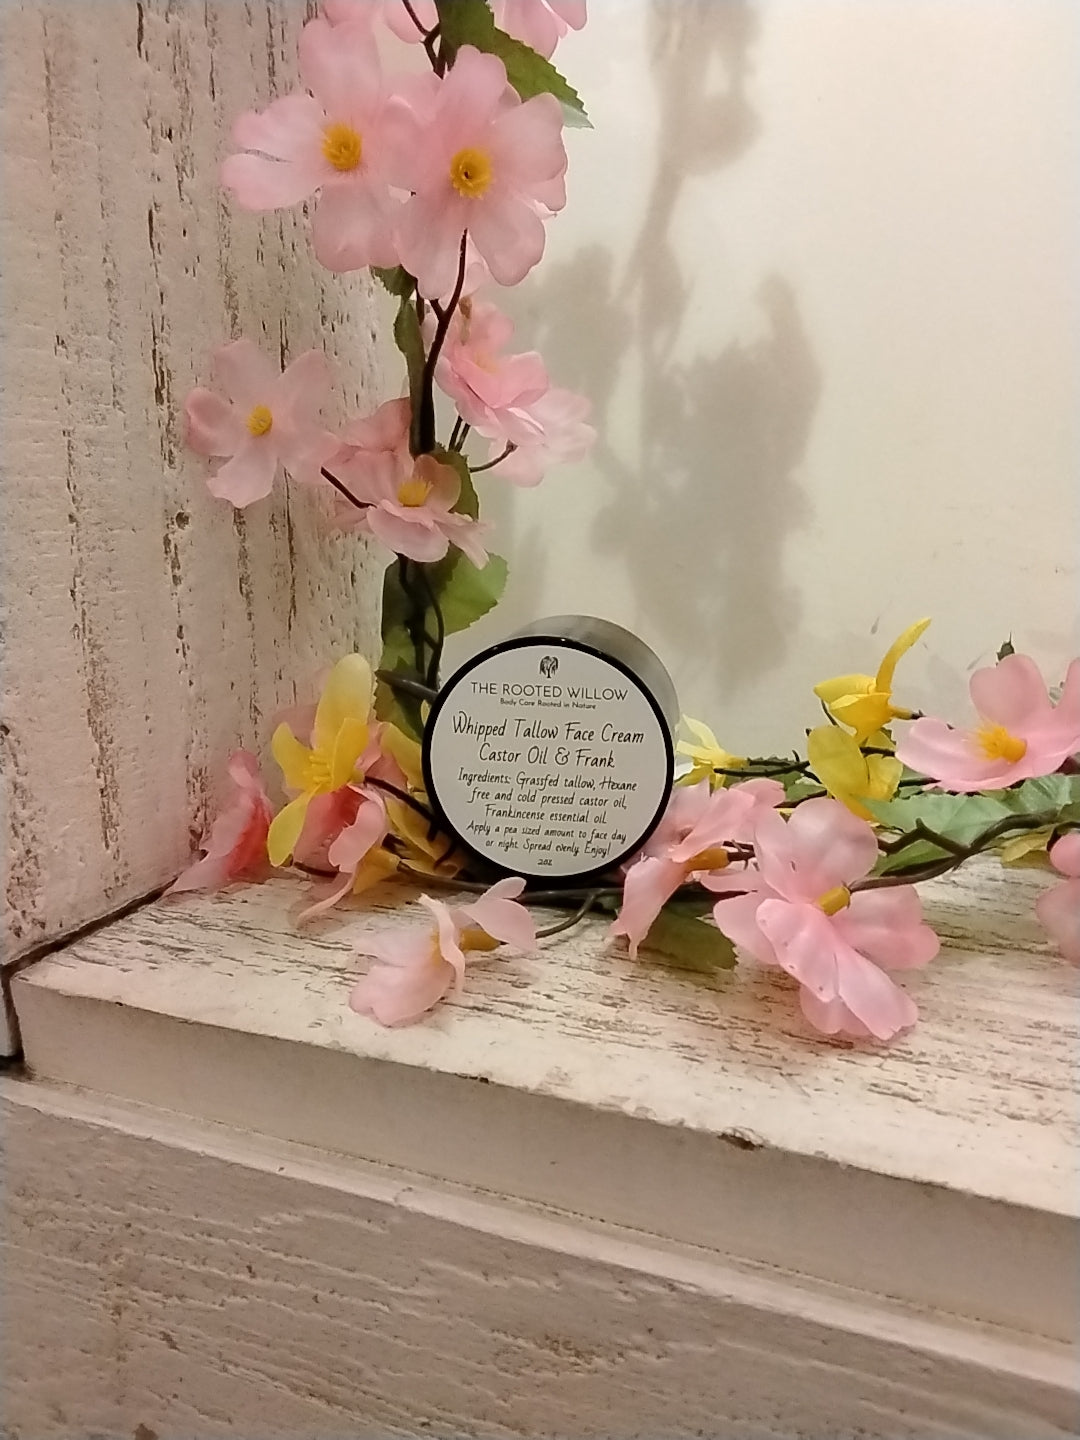 THE ROOTED WILLOW
Body Care Rooted in Nature
Whipped Tallow Face Cream
Castor Oil & Frank
Ingredients: Grassfed tallow, Hexane
free and cold pressed castor oil,
Frankincense essential oil.
Apply a pea sized amount to face day
or night. Spread evenly. Enjoy!
2oz